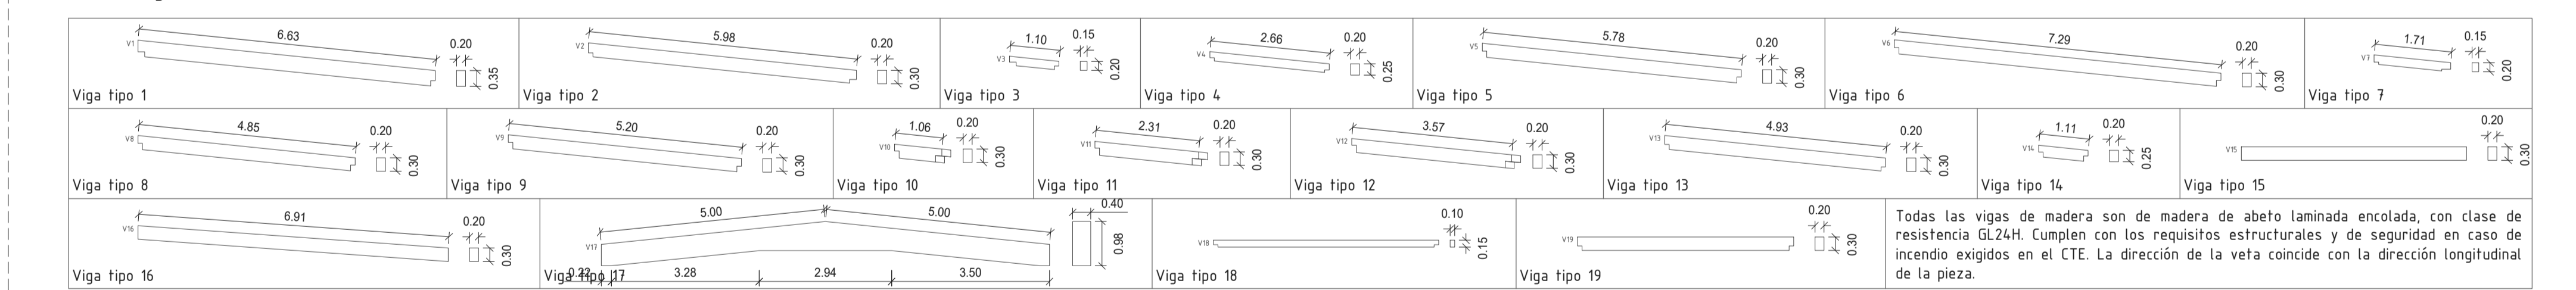 6.63
0.20
V1
0.35
Viga tipo 1
5.98
0.20
V2
0.30
Viga tipo 2
1.10
0.15
V3
0.20
Viga tipo 3
2.66
0.20
V4
0.25
Viga tipo 4
5.78
0.20
V5
0.30
Viga tipo 5
7.29
0.20
V6
0.30
Viga tipo 6
1.71
0.15
V7
0.20
Viga tipo 7
4.85
0.20
V8
0.30
Viga tipo 8
5.20
0.20
V9
0.30
Viga tipo 9
1.06
0.20
V10
0.30
Viga tipo 10
2.31
0.20
V11
0.30
Viga tipo 11
3.57
0.20
V12
0.30
Viga tipo 12
4.93
0.20
V13
0.30
Viga tipo 13
1.11
0.20
V14
0.25
Viga tipo 14
0.20
V15
0.30
Viga tipo 15
6.91
0.20
V16
0.30
Viga tipo 16
5.00
5.00
0.40
V17
0.98
0.22
3.28
2.94
3.50
Viga tipo 17
0.10
V18
0.15
Viga tipo 18
0.20
V19
0.30
Viga tipo 19
Todas las vigas de madera son de madera de abeto laminada encolada, con clase de
resistencia GL24H. Cumplen con los requisitos estructurales y de seguridad en caso de
incendio exigidos en el CTE. La dirección de la veta coincide con la dirección longitudinal
de la pieza.